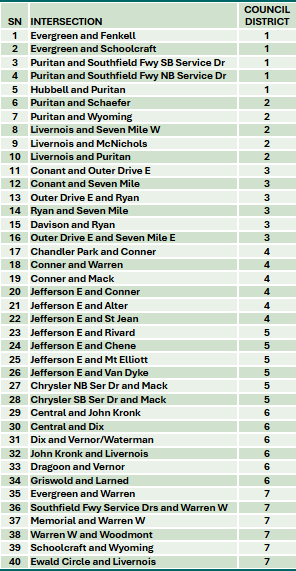 SN INTERSECTION COUNCIL DISTRICT
1 Evergreen and Fenkell 1
2 Evergreen and Schoolcraft 1
3 Puritan and Southfield Fwy SB Service Dr 1
4 Puritan and Southfield Fwy NB Service Dr 1
5 Hubbell and Puritan 1
6 Puritan and Schaefer 2
7 Puritan and Wyoming 2
8 Livernois and Seven Mile W 2
9 Livernois and McNichols 2
10 Livernois and Puritan 2
11 Conant and Outer Drive E 3
12 Conant and Seven Mile 3
13 Outer Drive E and Ryan 3
14 Ryan and Seven Mile 3
15 Davison and Ryan 3
16 Outer Drive E and Seven Mile E 3
17 Chandler Park and Conner 4
18 Conner and Warren 4
19 Conner and Mack 4
20 Jefferson E and Conner 4
21 Jefferson E and Alter 4
22 Jefferson E and St Jean 4
23 Jefferson E and Rivard 5
24 Jefferson E and Chene 5
25 Jefferson E and Mt Elliott 5
26 Jefferson E and Van Dyke 5
27 Chrysler NB Ser Dr and Mack 5
28 Chrysler SB Ser Dr and Mack 5
29 Central and John Kronk 6
30 Central and Dix 6
31 Dix and Vernor/Waterman 6
32 John Kronk and Livernois 6
33 Dragoon and Vernor 6
34 Griswold and Larned 6
35 Evergreen and Warren 7
36 Southfield Fwy Service Drs and Warren W 7
37 Memorial and Warren W 7
38 Warren W and Woodmont 7
39 Schoolcraft and Wyoming 7
40 Ewald Circle and Livernois 7